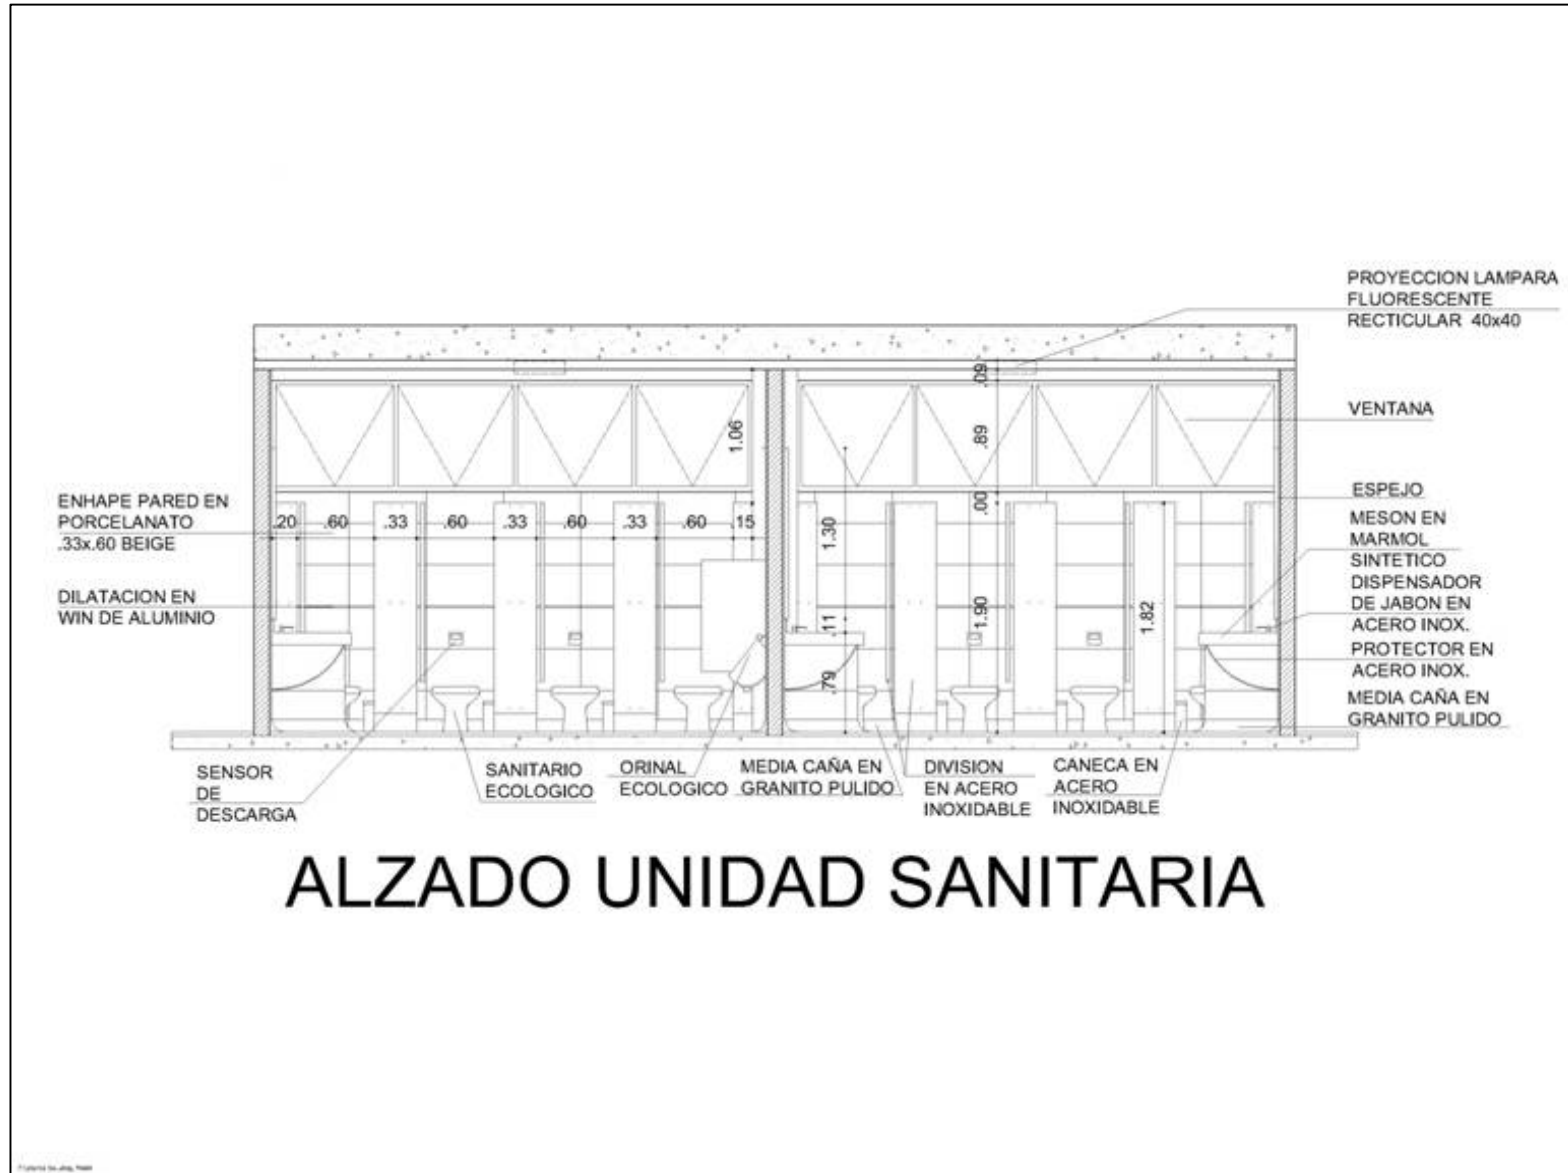 PROYECCION LAMPARA
FLUORESCENTE
RECTICULAR 40x40
.09
VENTANA
1.06
.89
ENHAPE PARED EN
PORCELANATO
.33x.60 BEIGE
ESPEJO
.00
.20 .60 .33 .60 .33 .60 .33 .60 .15
1.30
MESON EN
MARMOL
SINTETICO
DISPENSADOR
DE JABON EN
ACERO INOX.
DILATACION EN
WIN DE ALUMINIO
1.90
1.82
.11
.79
PROTECTOR EN
ACERO INOX.
MEDIA CAÑA EN
GRANITO PULIDO
SENSOR
DE
DESCARGA
SANITARIO
ECOLOGICO
ORINAL
ECOLOGICO
MEDIA CAÑA EN
GRANITO PULIDO
DIVISION
EN ACERO
INOXIDABLE
CANECA EN
ACERO
INOXIDABLE
ALZADO UNIDAD SANITARIA